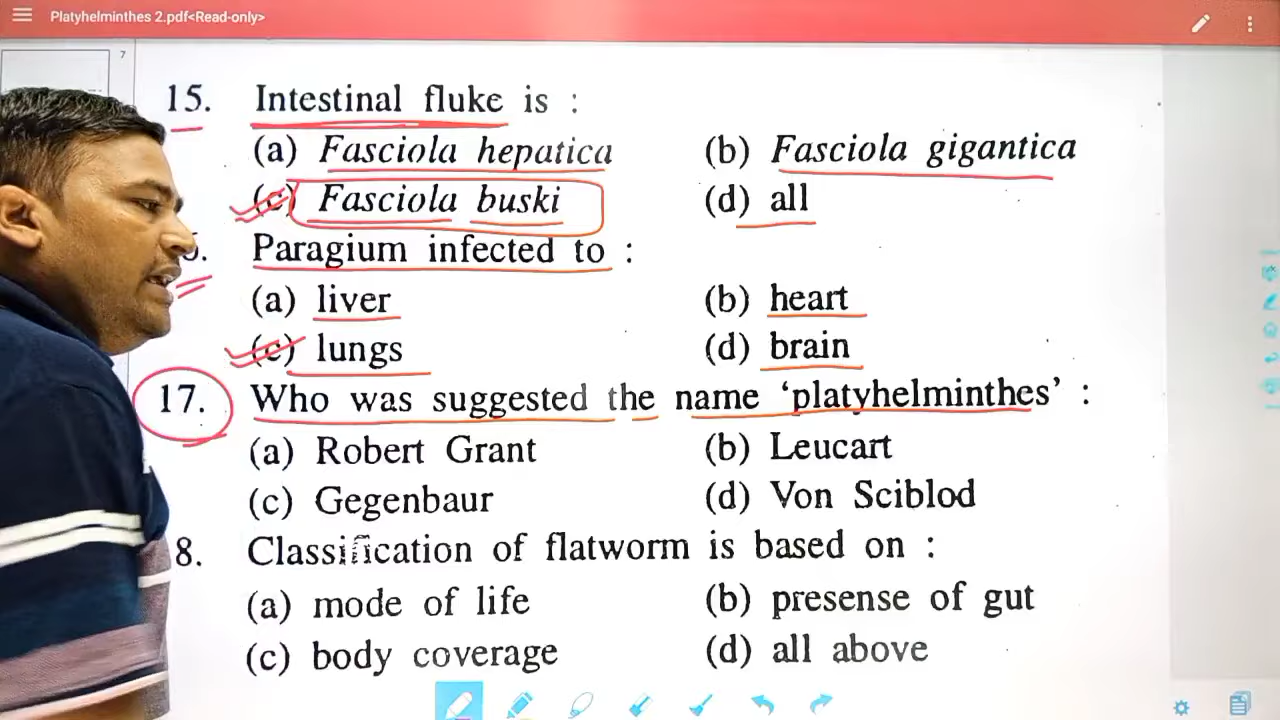 Platyhelminthes 2.pdf<Read-only>
7
15. Intestinal fluke is :
(a) Fasciola hepatica (b) Fasciola gigantica
(c) Fasciola buski (d) all
6. Paragium infected to :
(a) liver (b) heart
(c) lungs (d) brain
17. Who was suggested the name ‘platyhelminthes’ :
(a) Robert Grant (b) Leucart
(c) Gegenbaur (d) Von Sciblod
8. Classification of flatworm is based on :
(a) mode of life (b) presense of gut
(c) body coverage (d) all above